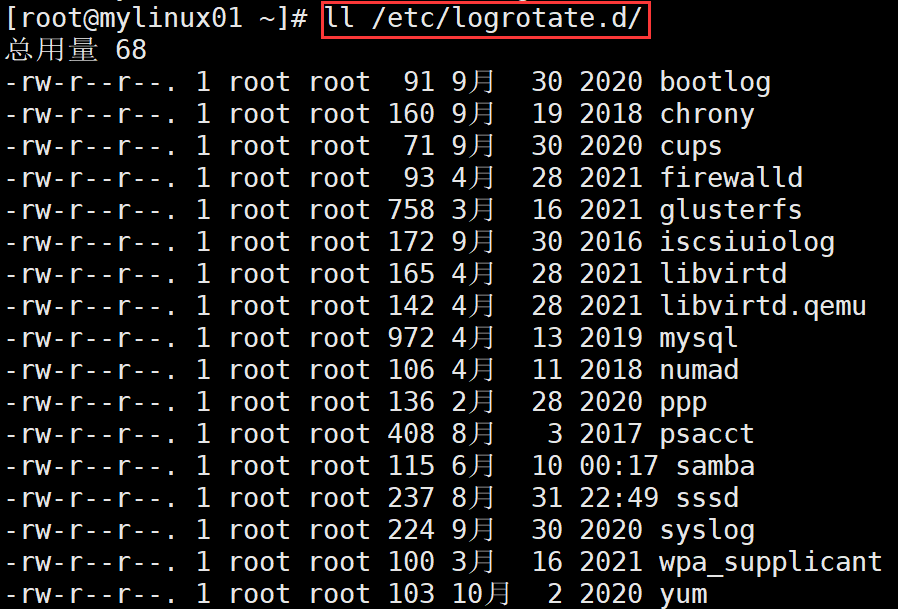 [root@mylinux01 ~]# ll /etc/logrotate.d/
总用量 68
-rw-r--r--. 1 root root  91 9月  30 2020 bootlog
-rw-r--r--. 1 root root 160 9月  19 2018 chrony
-rw-r--r--. 1 root root  71 9月  30 2020 cups
-rw-r--r--. 1 root root  93 4月  28 2021 firewalld
-rw-r--r--. 1 root root 758 3月  16 2021 glusterfs
-rw-r--r--. 1 root root 172 9月  30 2016 iscsiuiolog
-rw-r--r--. 1 root root 165 4月  28 2021 libvirtd
-rw-r--r--. 1 root root 142 4月  28 2021 libvirtd.qemu
-rw-r--r--. 1 root root 972 4月  13 2019 mysql
-rw-r--r--. 1 root root 106 4月  11 2018 numad
-rw-r--r--. 1 root root 136 2月  28 2020 ppp
-rw-r--r--. 1 root root 408 8月   3 2017 psacct
-rw-r--r--. 1 root root 115 6月  10 00:17 samba
-rw-r--r--. 1 root root 237 8月  31 22:49 sssd
-rw-r--r--. 1 root root 224 9月  30 2020 syslog
-rw-r--r--. 1 root root 100 3月  16 2021 wpa_supplicant
-rw-r--r--. 1 root root 103 10月  2 2020 yum